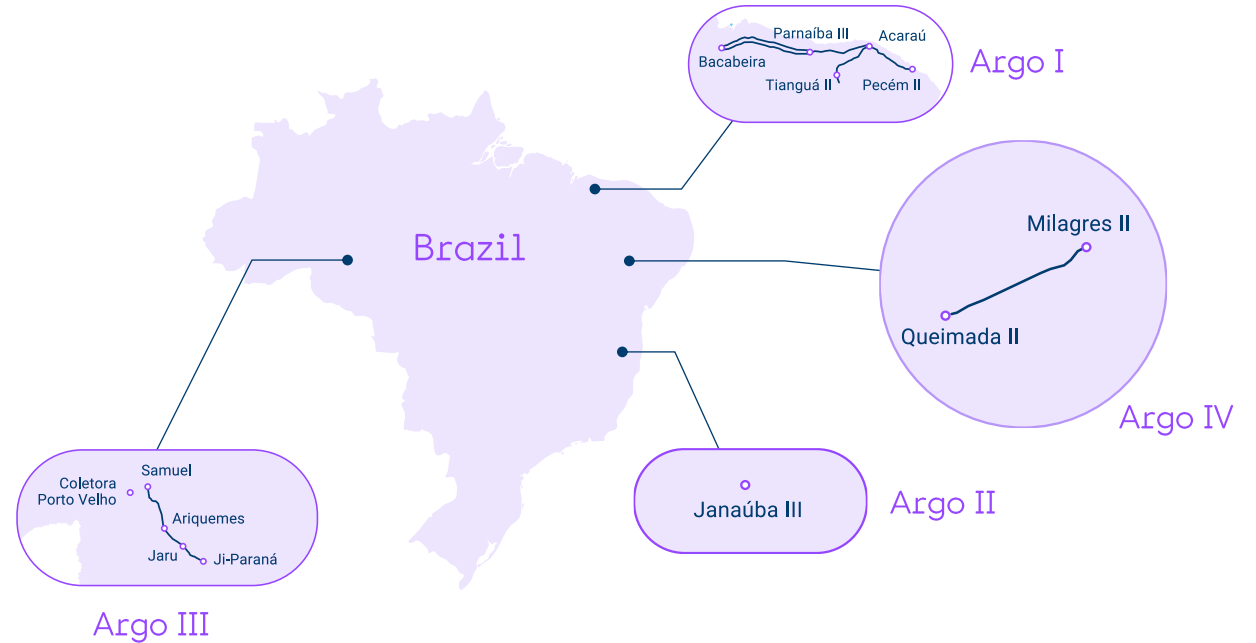 Parnaíba III
Acaraú
Bacabeira
Tianguá II
Pecém II
Argo I
Brazil
Milagres II
Queimada II
Argo IV
Samuel
Coletora
Porto Velho
Ariquemes
Jaru
Ji-Paraná
Argo III
Janaúba III
Argo II